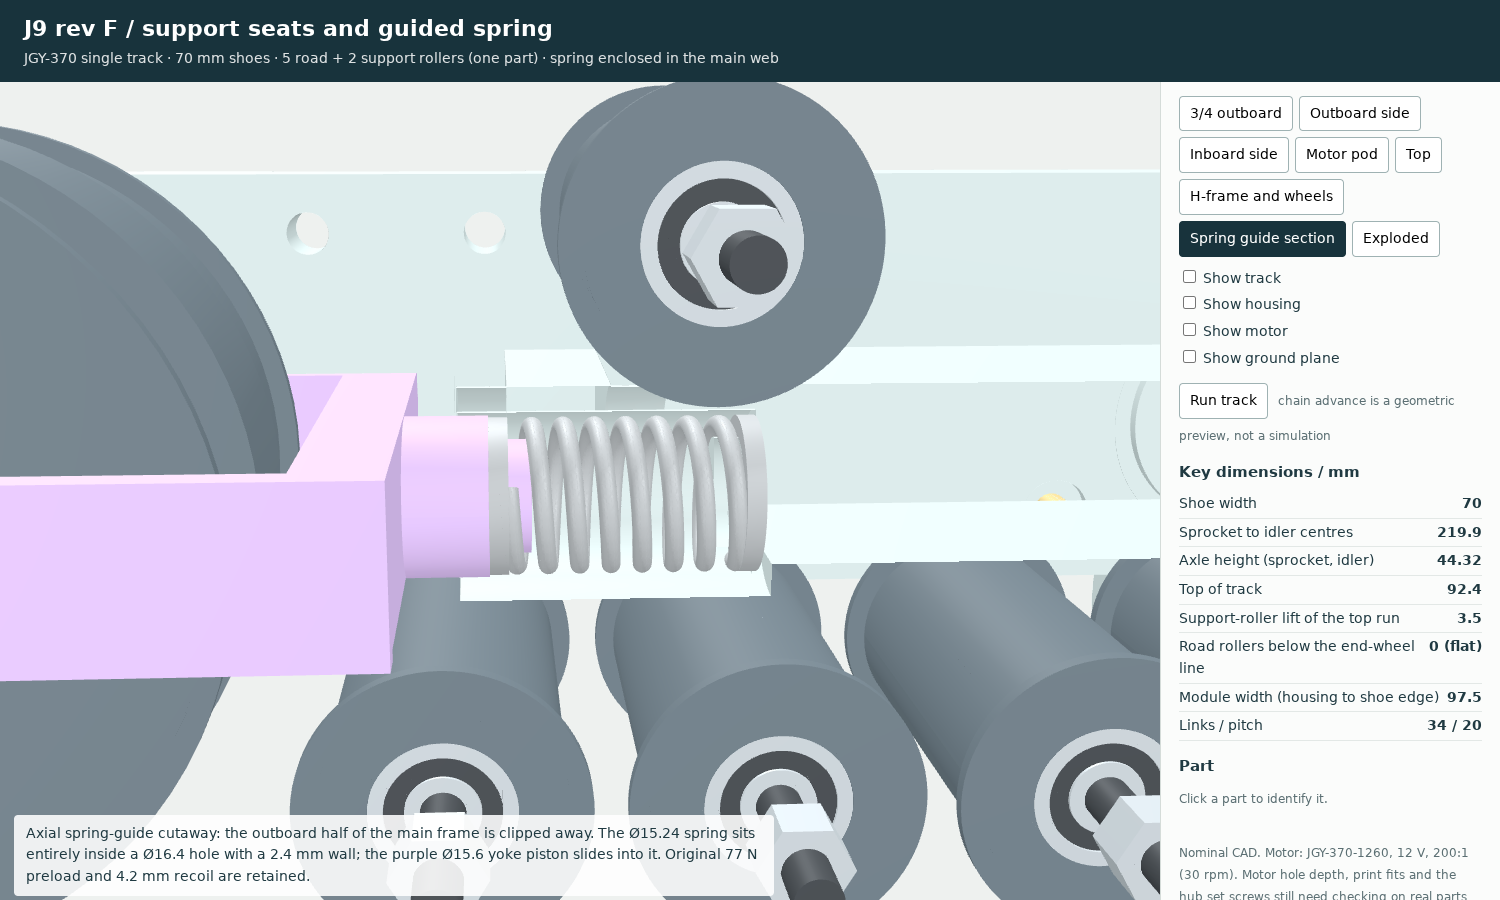 J9 rev F / support seats and guided spring
JGY-370 single track · 70 mm shoes · 5 road + 2 support rollers (one part) · spring enclosed in the main web
3/4 outboard
Outboard side
Inboard side
Motor pod
Top
H-frame and wheels
Spring guide section
Exploded
Show track
Show housing
Show motor
Show ground plane
Run track
chain advance is a geometric
preview, not a simulation
Key dimensions / mm
Shoe width 70
Sprocket to idler centres 219.9
Axle height (sprocket, idler) 44.32
Top of track 92.4
Support-roller lift of the top run 3.5
Road rollers below the end-wheel 0 (flat)
line
Module width (housing to shoe edge) 97.5
Links / pitch 34 / 20
Part
Click a part to identify it.
Nominal CAD. Motor: JGY-370-1260, 12 V, 200:1
(30 rpm). Motor hole depth, print fits and the
hub set screws still need checking on real parts
Axial spring-guide cutaway: the outboard half of the main frame is clipped away. The Ø15.24 spring sits
entirely inside a Ø16.4 hole with a 2.4 mm wall; the purple Ø15.6 yoke piston slides into it. Original 77 N
preload and 4.2 mm recoil are retained.